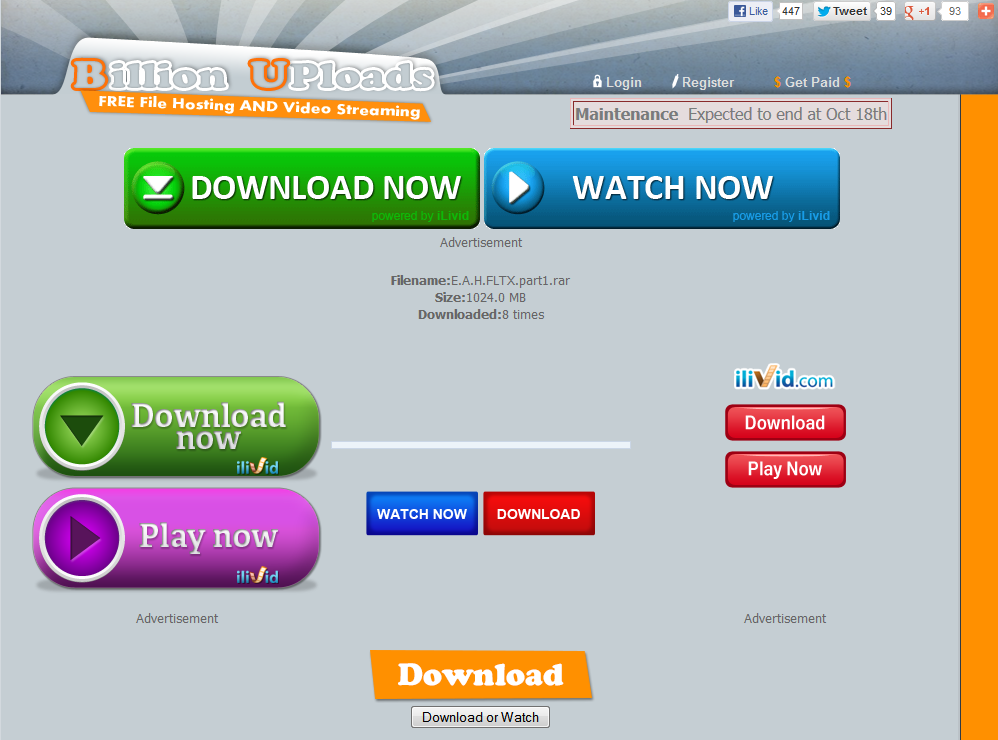 Like 447 Tweet 39 +1 93
Billion UPloads
FREE File Hosting AND Video Streaming
Login Register $ Get Paid $
Maintenance Expected to end at Oct 18th
DOWNLOAD NOW
powered by iLivid
WATCH NOW
powered by iLivid
Advertisement
Filename:E.A.H.FLTX.part1.rar
Size:1024.0 MB
Downloaded:8 times
Download
now
ilivid
Play now
ilivid
Advertisement
WATCH NOW
DOWNLOAD
ilivid.com
Download
Play Now
Advertisement
Download
Download or Watch